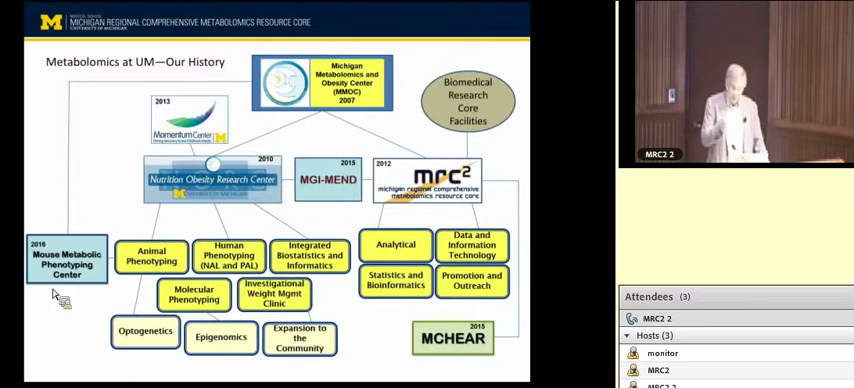 MEDICAL SCHOOL
MICHIGAN REGIONAL COMPREHENSIVE METABOLOMICS RESOURCE CORE
UNIVERSITY OF MICHIGAN
Metabolomics at UM—Our History
Michigan
Metabolomics and
Obesity Center
(MMOC)
2007
Biomedical
Research
Core
Facilities
2013
Momentum Center
2010
Nutrition Obesity Research Center
2015
MGI-MEND
2012
mrc²
michigan regional comprehensive
metabolomics resource core
2016
Mouse Metabolic
Phenotyping
Center
Animal
Phenotyping
Human
Phenotyping
(NAL and PAL)
Integrated
Biostatistics and
Informatics
Analytical
Data and
Information
Technology
Molecular
Phenotyping
Investigational
Weight Mgmt
Clinic
Statistics and
Bioinformatics
Promotion and
Outreach
Optogenetics
Epigenomics
Expansion to
the
Community
2015
MCHEAR
MRC2 2
Attendees (3)
MRC2 2
Hosts (3)
monitor
MRC2
MRC2 2